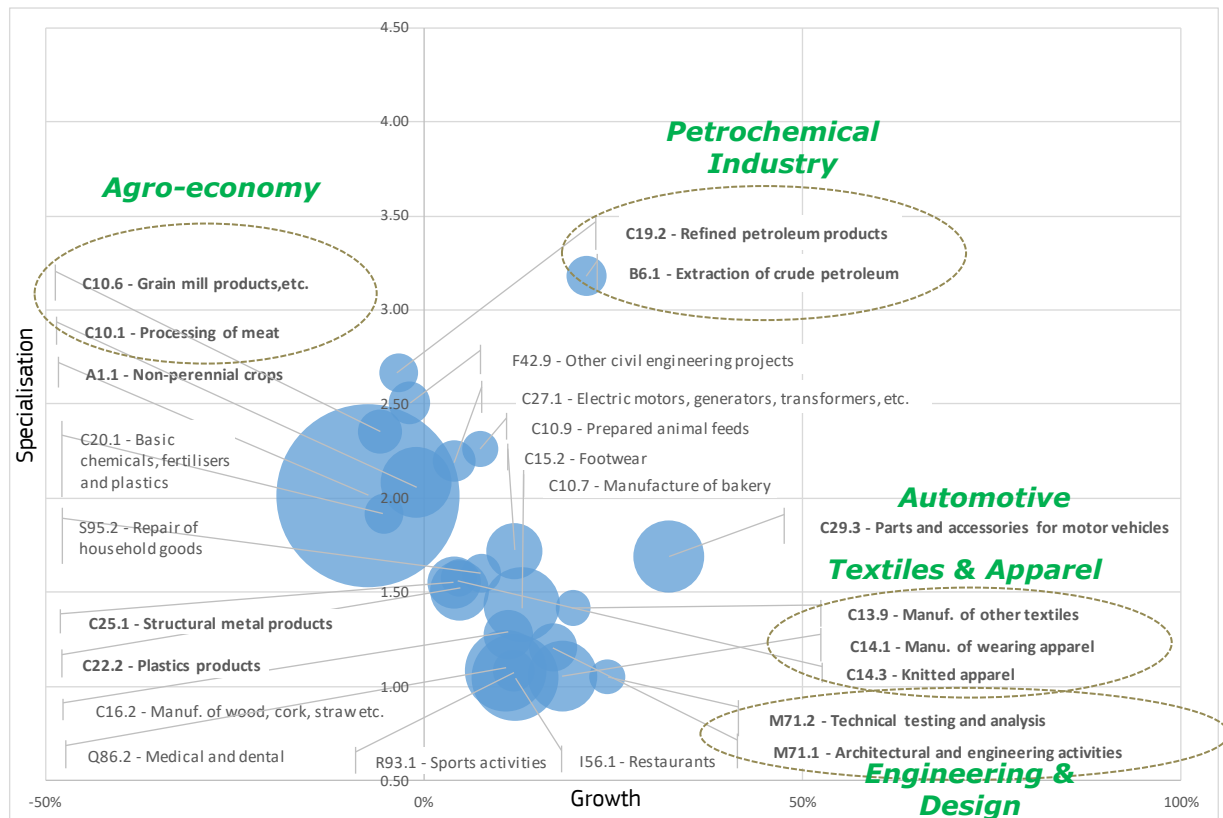 4.50
4.00
3.50
3.00
2.50
2.00
1.50
1.00
0.50
-50%
0%
50%
100%
Specialisation
Growth
Agro-economy
C10.6 - Grain mill products,etc.
C10.1 - Processing of meat
A1.1 - Non-perennial crops
C20.1 - Basic
chemicals, fertilisers
and plastics
S95.2 - Repair of
household goods
C25.1 - Structural metal products
C22.2 - Plastics products
C16.2 - Manuf. of wood, cork, straw etc.
Q86.2 - Medical and dental
R93.1 - Sports activities
I56.1 - Restaurants
Petrochemical
Industry
C19.2 - Refined petroleum products
B6.1 - Extraction of crude petroleum
F42.9 - Other civil engineering projects
C27.1 - Electric motors, generators, transformers, etc.
C10.9 - Prepared animal feeds
C15.2 - Footwear
C10.7 - Manufacture of bakery
Automotive
C29.3 - Parts and accessories for motor vehicles
Textiles & Apparel
C13.9 - Manuf. of other textiles
C14.1 - Manu. of wearing apparel
C14.3 - Knitted apparel
M71.2 - Technical testing and analysis
M71.1 - Architectural and engineering activities
Engineering &
Design